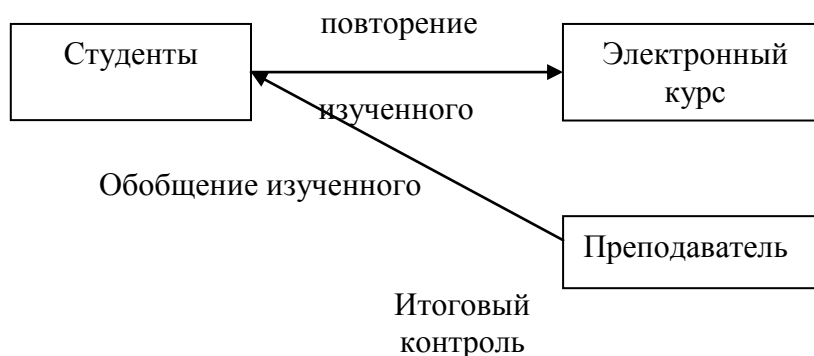 повторение
Студенты
Электронный
курс
изученного
Обобщение изученного
Преподаватель
Итоговый
контроль